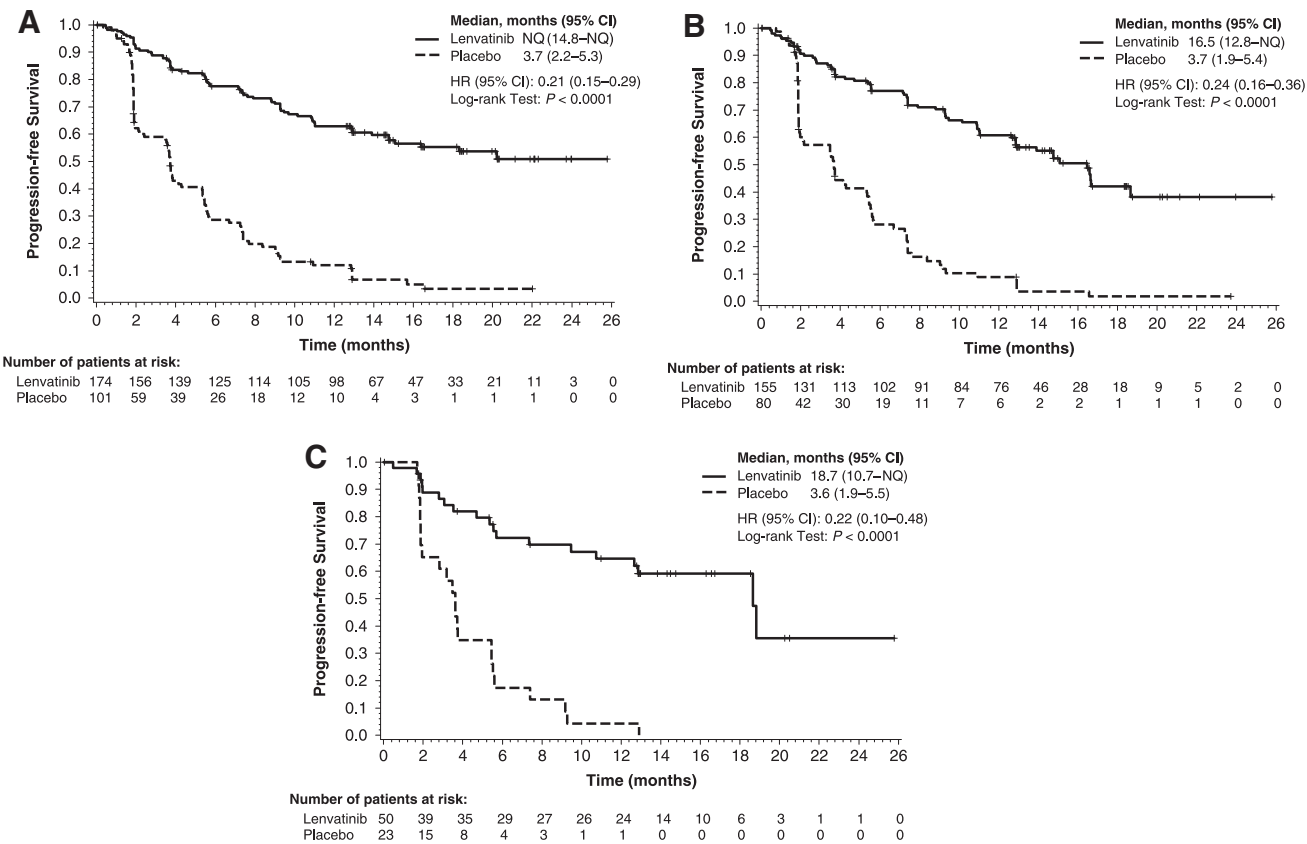 A
Median, months (95% CI)
Lenvatinib NQ (14.8–NQ)
Placebo 3.7 (2.2–5.3)
HR (95% CI): 0.21 (0.15–0.29)
Log-rank Test: P < 0.0001
Progression-free Survival
1.0
0.9
0.8
0.7
0.6
0.5
0.4
0.3
0.2
0.1
0.0
0 2 4 6 8 10 12 14 16 18 20 22 24 26
Time (months)
Number of patients at risk:
Lenvatinib 174 156 139 125 114 105 98 67 47 33 21 11 3 0
Placebo 101 59 39 26 18 12 10 4 3 1 1 1 0 0
B
Median, months (95% CI)
Lenvatinib 16.5 (12.8–NQ)
Placebo 3.7 (1.9–5.4)
HR (95% CI): 0.24 (0.16–0.36)
Log-rank Test: P < 0.0001
Progression-free Survival
1.0
0.9
0.8
0.7
0.6
0.5
0.4
0.3
0.2
0.1
0.0
0 2 4 6 8 10 12 14 16 18 20 22 24 26
Time (months)
Number of patients at risk:
Lenvatinib 155 131 113 102 91 84 76 46 28 18 9 5 2 0
Placebo 80 42 30 19 11 7 6 2 2 1 1 1 0 0
C
Median, months (95% CI)
Lenvatinib 18.7 (10.7–NQ)
Placebo 3.6 (1.9–5.5)
HR (95% CI): 0.22 (0.10–0.48)
Log-rank Test: P < 0.0001
Progression-free Survival
1.0
0.9
0.8
0.7
0.6
0.5
0.4
0.3
0.2
0.1
0.0
0 2 4 6 8 10 12 14 16 18 20 22 24 26
Time (months)
Number of patients at risk:
Lenvatinib 50 39 35 29 27 26 24 14 10 6 3 1 1 0
Placebo 23 15 8 4 3 1 1 0 0 0 0 0 0 0